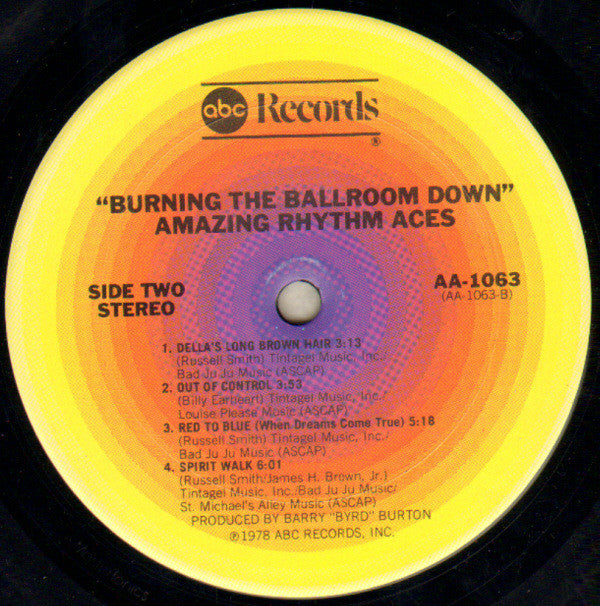 abc Records®
"BURNING THE BALLROOM DOWN"
AMAZING RHYTHM ACES
SIDE TWO
STEREO
AA-1063
(AA-1063-B)
1. DELLA'S LONG BROWN HAIR 3:13
(Russell Smith) Tintagel Music, Inc./
Bad Ju Ju Music (ASCAP)
2. OUT OF CONTROL 3:53
(Billy Earheart) Tintagel Music, Inc./
Louise Please Music (ASCAP)
3. RED TO BLUE (When Dreams Come True) 5:18
(Russell Smith) Tintagel Music, Inc./
Bad Ju Ju Music (ASCAP)
4. SPIRIT WALK 6:01
(Russell Smith/James H. Brown, Jr.)
Tintagel Music, Inc./Bad Ju Ju Music/
St. Michael's Alley Music (ASCAP)
PRODUCED BY BARRY "BYRD" BURTON
℗1978 ABC RECORDS, INC.